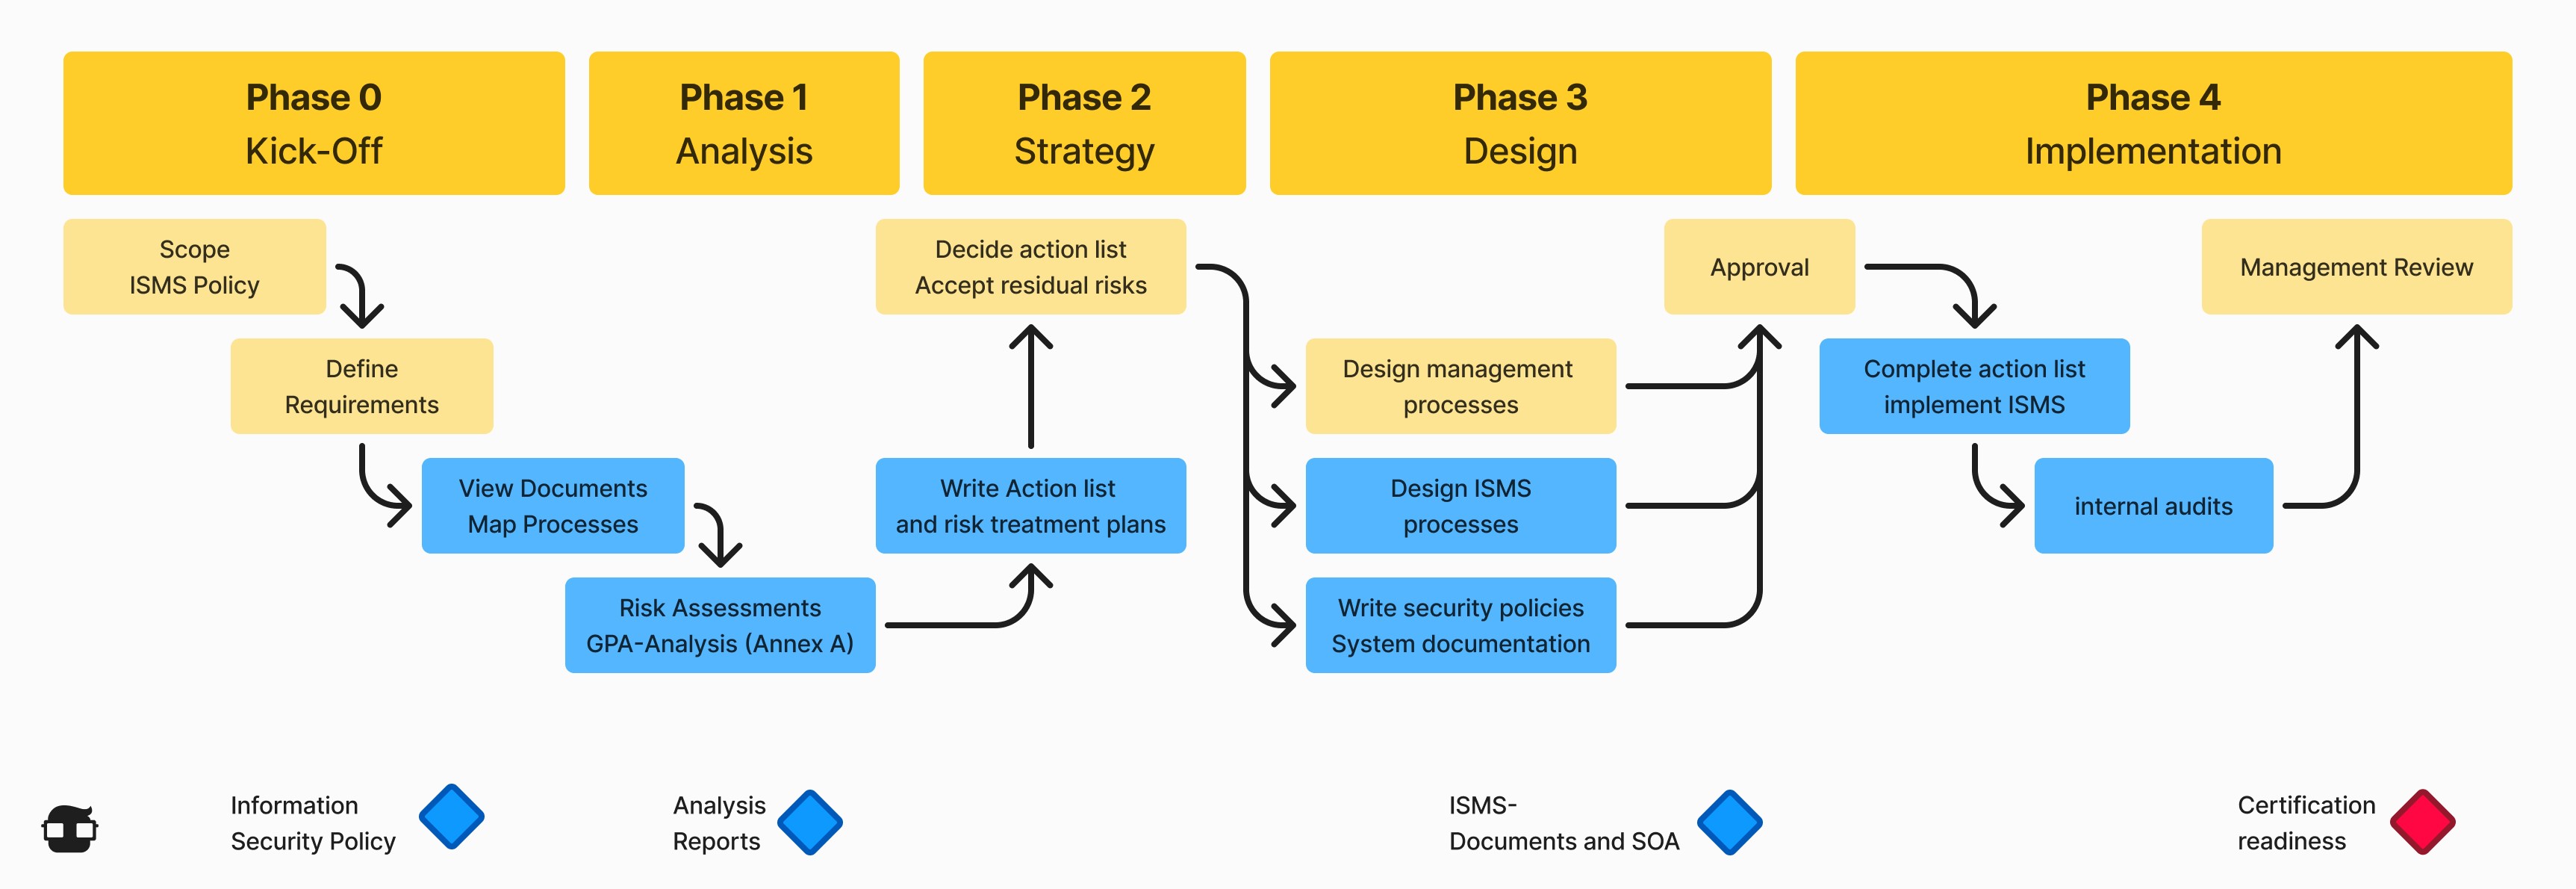 Phase 0
Kick-Off
Phase 1
Analysis
Phase 2
Strategy
Phase 3
Design
Phase 4
Implementation
Scope
ISMS Policy
Define
Requirements
View Documents
Map Processes
Risk Assessments
GPA-Analysis (Annex A)
Write Action list
and risk treatment plans
Decide action list
Accept residual risks
Design management
processes
Design ISMS
processes
Write security policies
System documentation
Approval
Complete action list
implement ISMS
internal audits
Management Review
Information
Security Policy
Analysis
Reports
ISMS-
Documents and SOA
Certification
readiness